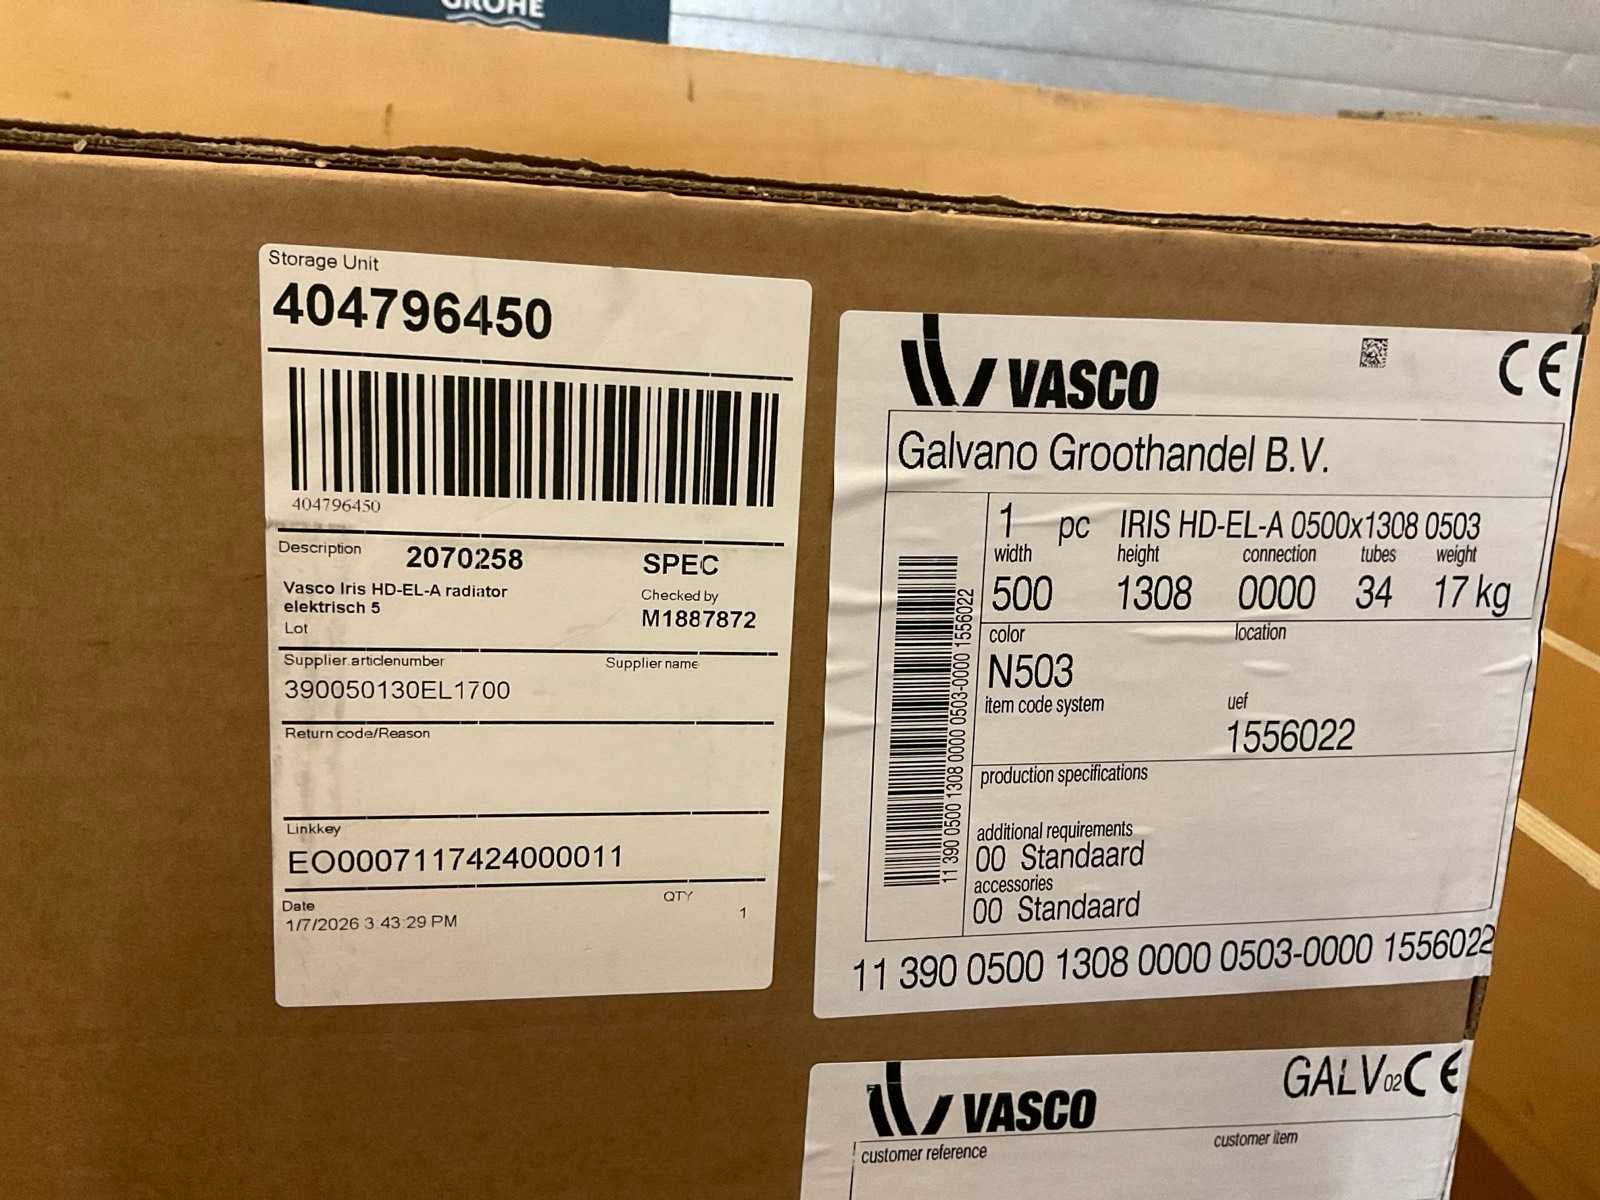 GROHE
Storage Unit
404796450
404796450
Description 2070258 SPEC
Vasco Iris HD-EL-A radiator
elektrisch 5
Checked by
M1887872
Lot
Supplier articlenumber Supplier name
390050130EL1700
Return code/Reason
Linkkey
EO0007117424000011
Date QTY
1/7/2026 3:43:29 PM 1
VASCO CE
Galvano Groothandel B.V.
1 pc IRIS HD-EL-A 0500x1308 0503
width height connection tubes weight
500 1308 0000 34 17 kg
color location
N503
item code system uef
1556022
production specifications
additional requirements
00 Standaard
accessories
00 Standaard
11 390 0500 1308 0000 0503-0000 1556022
11 390 0500 1308 0000 0503-0000 1556022
VASCO GALV02 CE
customer reference customer item